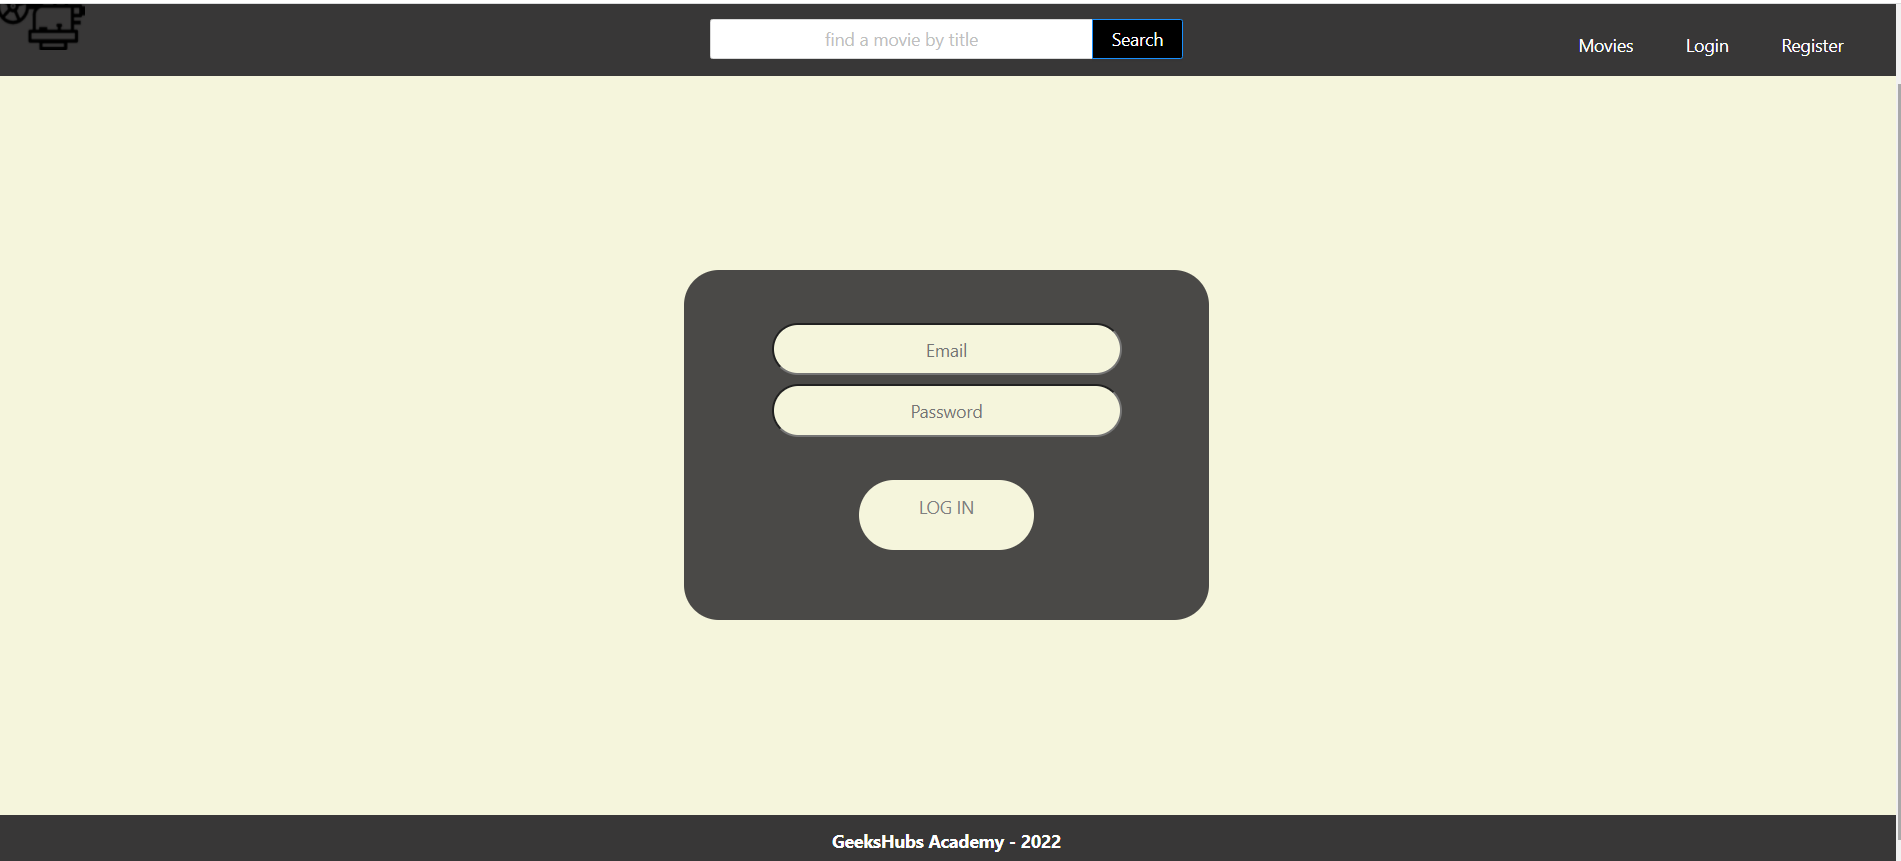 find a movie by title
Search
Movies
Login
Register
Email
Password
LOG IN
GeeksHubs Academy - 2022